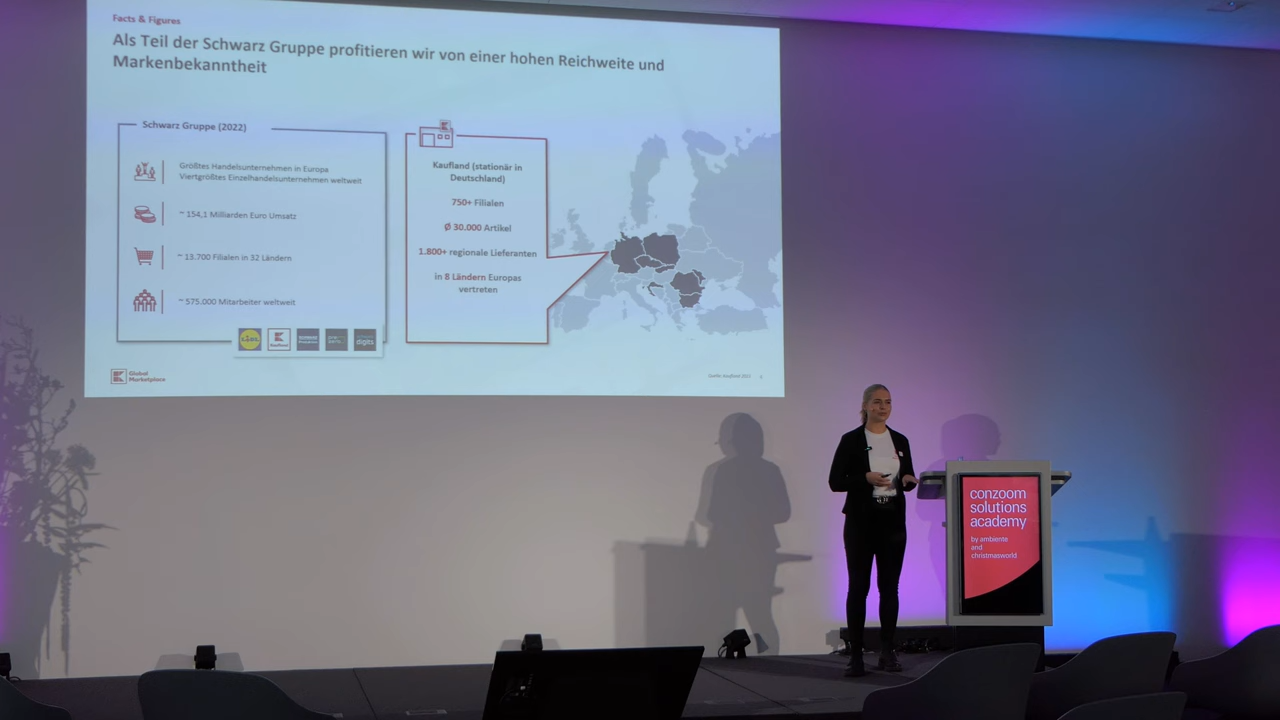 Facts & Figures
Als Teil der Schwarz Gruppe profitieren wir von einer hohen Reichweite und
Markenbekanntheit
Schwarz Gruppe (2022)
Größtes Handelsunternehmen in Europa
Viertgrößtes Einzelhandelsunternehmen weltweit
~ 154,1 Milliarden Euro Umsatz
~ 13.700 Filialen in 32 Ländern
~ 575.000 Mitarbeiter weltweit
Kaufland (stationär in
Deutschland)
750+ Filialen
Ø 30.000 Artikel
1.800+ regionale Lieferanten
in 8 Ländern Europas
vertreten
digits
Global
Marketplace
conzoom
solutions
academy
by ambiente
and
christmasworld